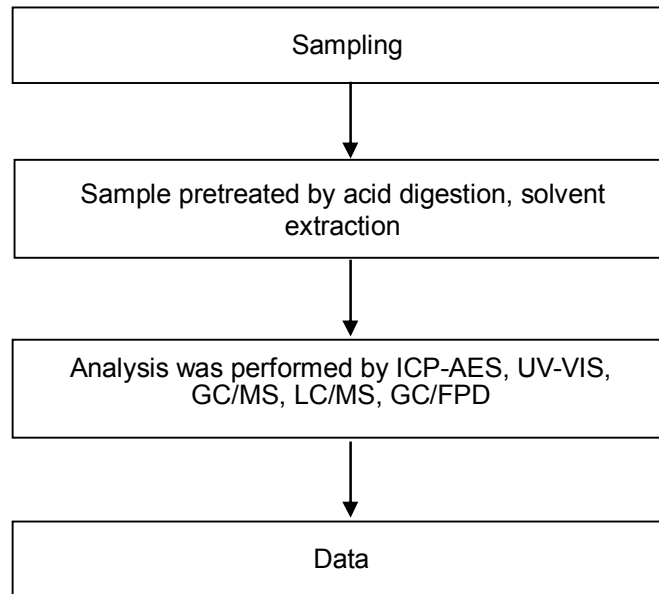 Sampling
Sample pretreated by acid digestion, solvent
extraction
Analysis was performed by ICP-AES, UV-VIS,
GC/MS, LC/MS, GC/FPD
Data